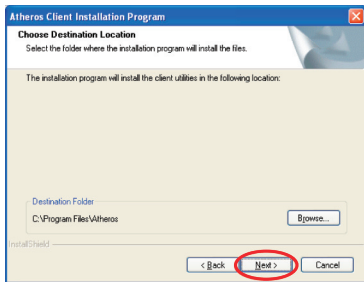 Atheros Client Installation Program
Choose Destination Location
Select the folder where the installation program will install the files.
The installation program will install the client utilities in the following location:
Destination Folder
C:\Program Files\Atheros
Browse...
InstallShield
< Back
Next >
Cancel